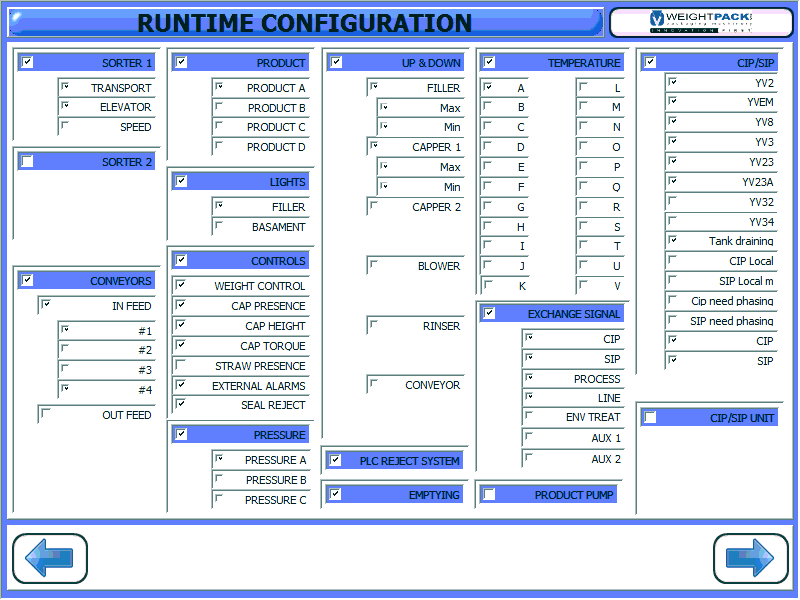 RUNTIME CONFIGURATION
WEIGHTPACK
packaging machinery
INNOVATION FIRST
SORTER 1
TRANSPORT
ELEVATOR
SPEED
SORTER 2
CONVEYORS
IN FEED
#1
#2
#3
#4
OUT FEED
PRODUCT
PRODUCT A
PRODUCT B
PRODUCT C
PRODUCT D
LIGHTS
FILLER
BASAMENT
CONTROLS
WEIGHT CONTROL
CAP PRESENCE
CAP HEIGHT
CAP TORQUE
STRAW PRESENCE
EXTERNAL ALARMS
SEAL REJECT
PRESSURE
PRESSURE A
PRESSURE B
PRESSURE C
UP & DOWN
FILLER
Max
Min
CAPPER 1
Max
Min
CAPPER 2
BLOWER
RINSER
CONVEYOR
PLC REJECT SYSTEM
EMPTYING
TEMPERATURE
A L
B M
C N
D O
E P
F Q
G R
H S
I T
J U
K V
EXCHANGE SIGNAL
CIP
SIP
PROCESS
LINE
ENV TREAT
AUX 1
AUX 2
PRODUCT PUMP
CIP/SIP
YV2
YVEM
YV8
YV3
YV23
YV23A
YV32
YV34
Tank draining
CIP Local
SIP Local m
Cip need phasing
SIP need phasing
CIP
SIP
CIP/SIP UNIT